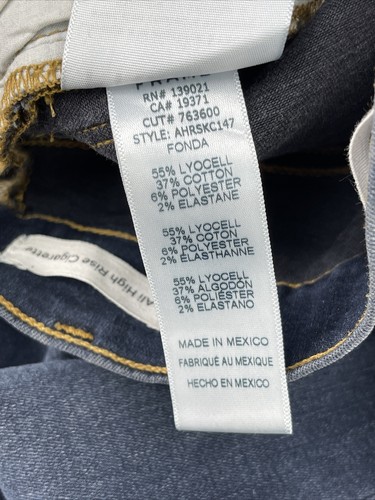 FRAME
RN# 139021
CA# 19371
CUT# 763600
STYLE: AHRSKC147
FONDA
55% LYOCELL
37% COTTON
6% POLYESTER
2% ELASTANE
55% LYOCELL
37% COTON
6% POLYESTER
2% ELASTHANNE
55% LYOCELL
37% ALGODÓN
6% POLIÉSTER
2% ELASTANO
MADE IN MEXICO
FABRIQUÉ AU MEXIQUE
HECHO EN MEXICO
Ali High Rise Cigarette